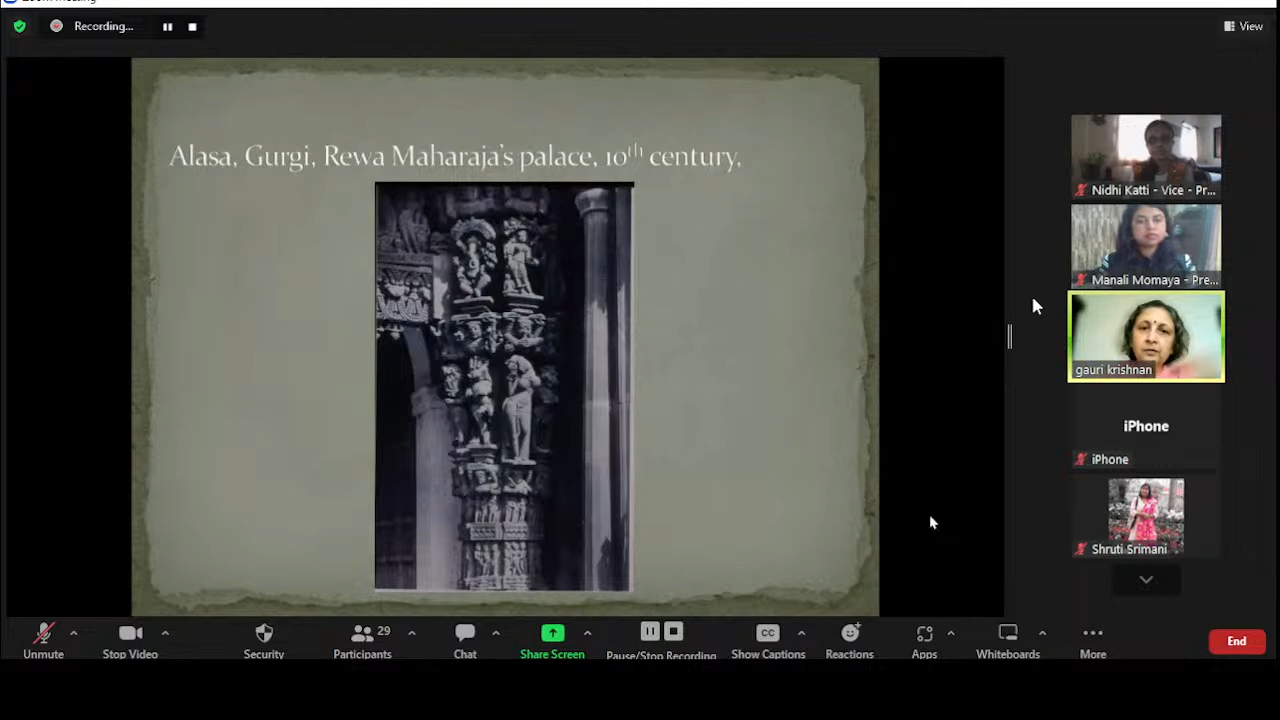 Recording...
View
Alasa, Gurgi, Rewa Maharaja's palace, 10th century,
Nidhi Katti - Vice - Pr...
Manali Momaya - Pre...
gauri krishnan
iPhone
iPhone
Shruti Srimani
29
Unmute
Stop Video
Security
Participants
Chat
Share Screen
Pause/Stop Recording
Show Captions
Reactions
Apps
Whiteboards
More
End